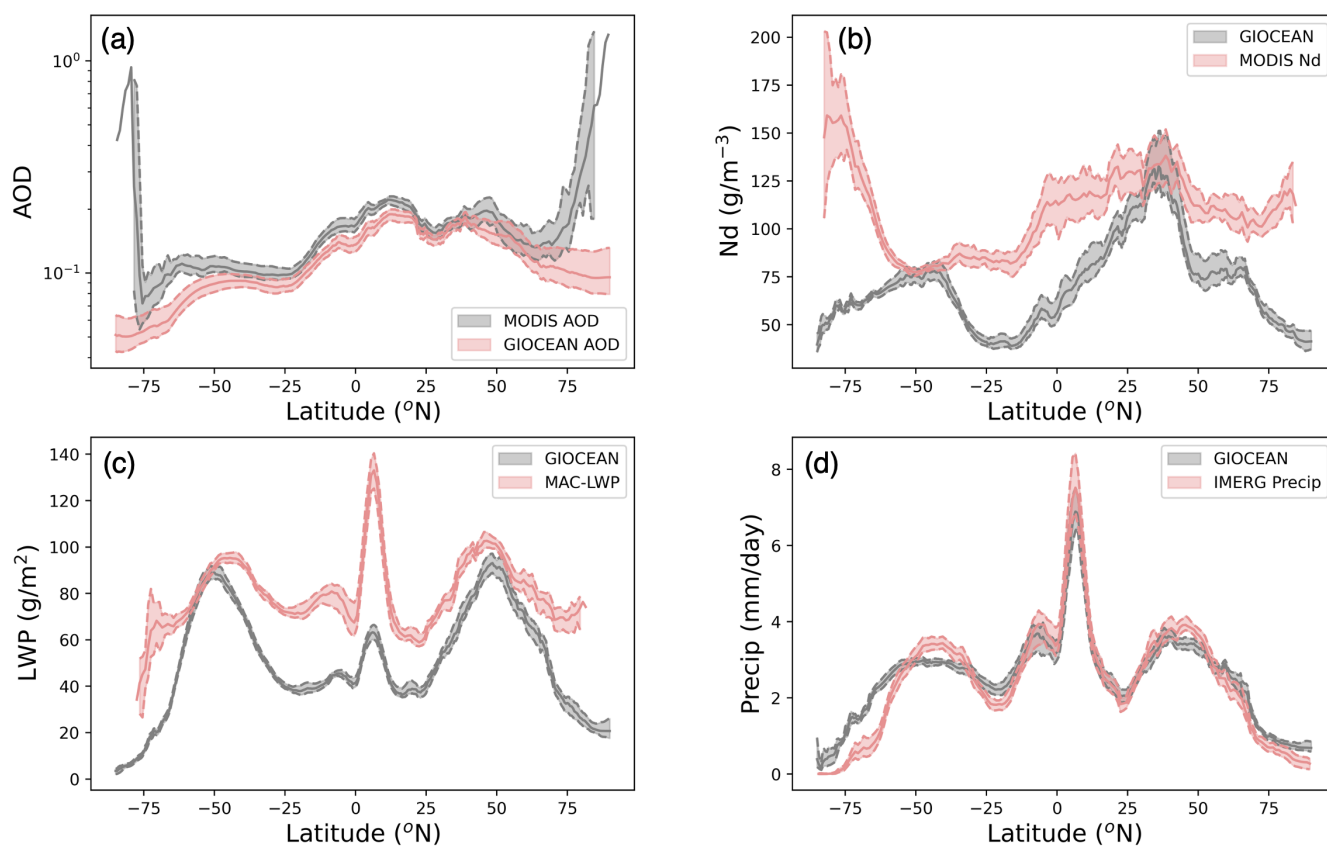 (a)
10⁰
10⁻¹
AOD
MODIS AOD
GIOCEAN AOD
−75 −50 −25 0 25 50 75
Latitude (ᵒN)
(b)
GIOCEAN
MODIS Nd
200
175
150
125
100
75
50
Nd (g/m⁻³)
−75 −50 −25 0 25 50 75
Latitude (ᵒN)
(c)
GIOCEAN
MAC-LWP
140
120
100
80
60
40
20
0
LWP (g/m²)
−75 −50 −25 0 25 50 75
Latitude (ᵒN)
(d)
GIOCEAN
IMERG Precip
8
6
4
2
0
Precip (mm/day)
−75 −50 −25 0 25 50 75
Latitude (ᵒN)